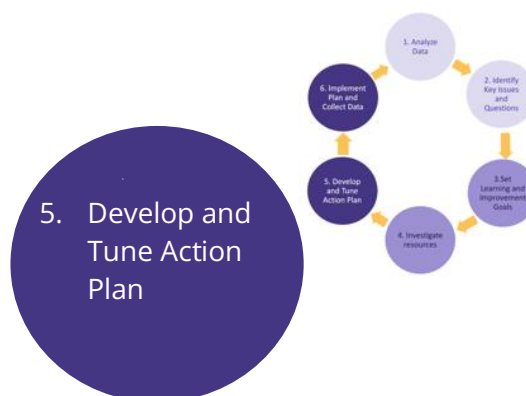 1. Analyze
Data
2. Identify
Key Issues
and
Questions
3.Set
Learning and
Improvement
Goals
4. Investigate
resources
5. Develop
and Tune
Action Plan
6. Implement
Plan and
Collect Data
5. Develop and
Tune Action
Plan